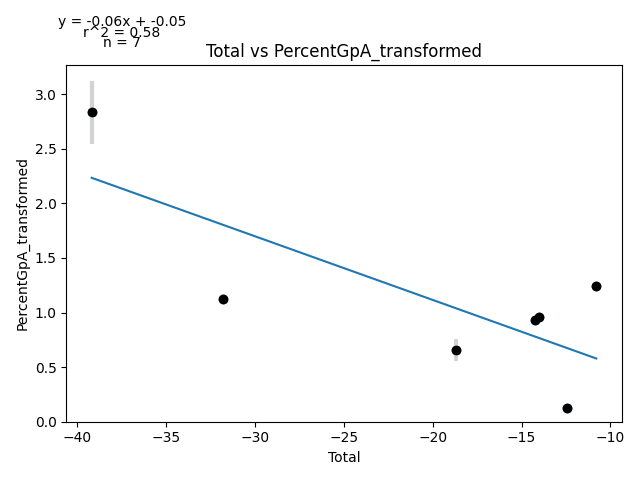 y = -0.06x + -0.05
r^2 = 0.58
n = 7
Total vs PercentGpA_transformed
PercentGpA_transformed
3.0
2.5
2.0
1.5
1.0
0.5
0.0
−40
−35
−30
−25
−20
−15
−10
Total